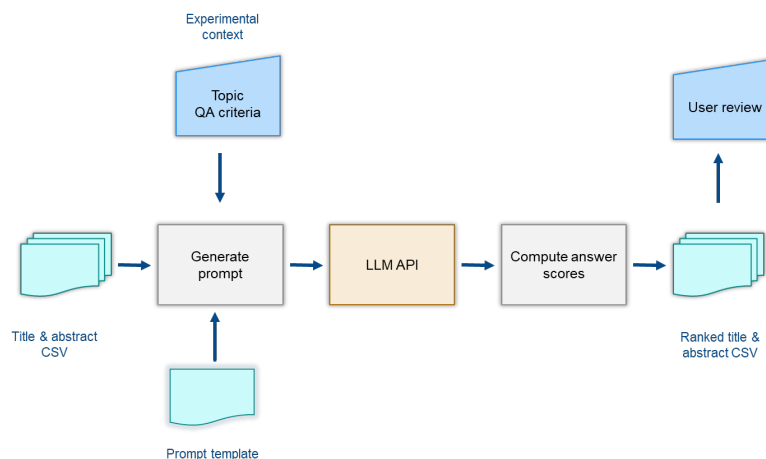 Experimental
context
Topic
QA criteria
User review
Generate
prompt
LLM API
Compute answer
scores
Title & abstract
CSV
Ranked title &
abstract CSV
Prompt template